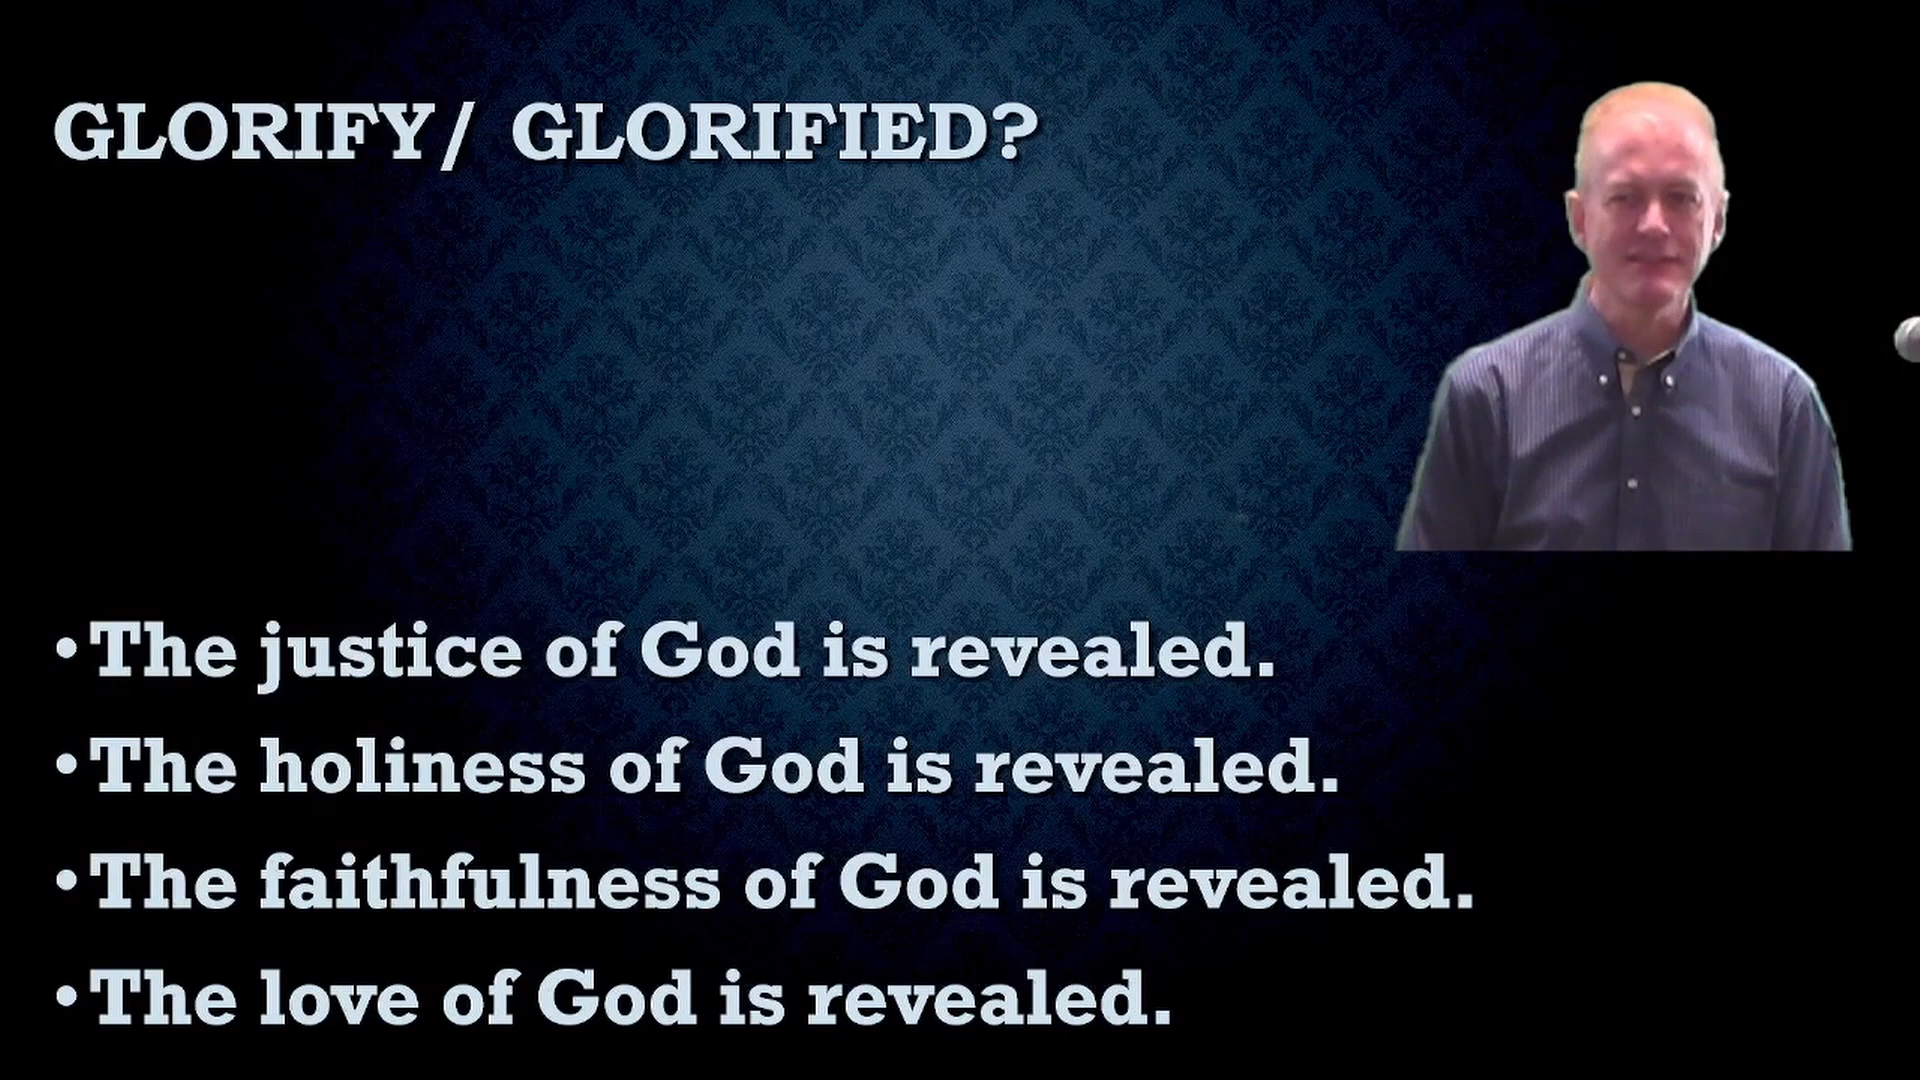 GLORIFY/ GLORIFIED?
•The justice of God is revealed.
•The holiness of God is revealed.
•The faithfulness of God is revealed.
•The love of God is revealed.